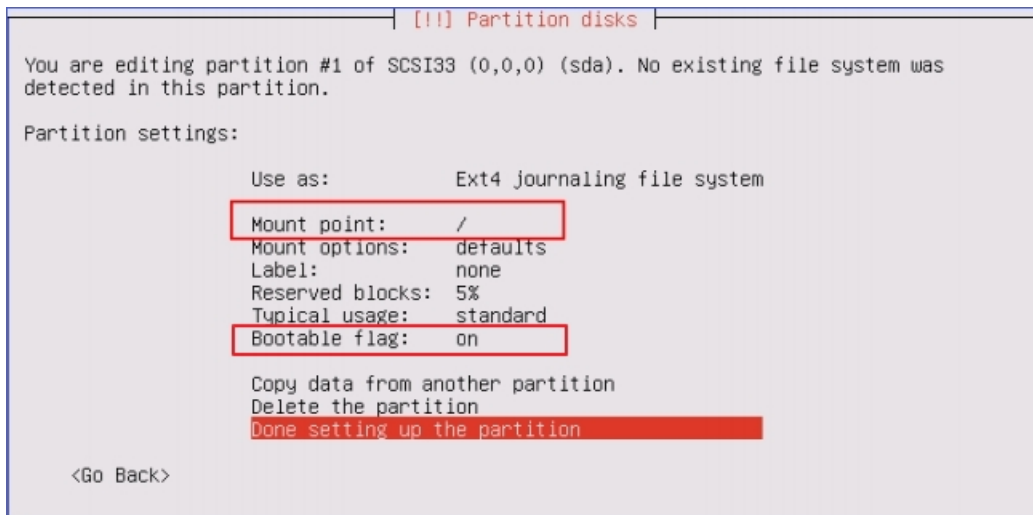 [!!] Partition disks
You are editing partition #1 of SCSI33 (0,0,0) (sda). No existing file system was
detected in this partition.
Partition settings:
Use as: Ext4 journaling file system
Mount point: /
Mount options: defaults
Label: none
Reserved blocks: 5%
Typical usage: standard
Bootable flag: on
Copy data from another partition
Delete the partition
Done setting up the partition
<Go Back>